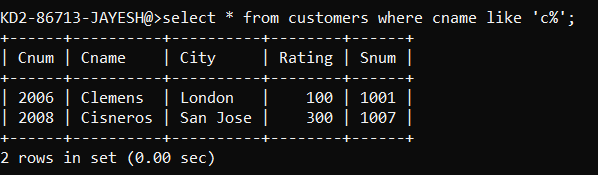 KD2-86713-JAYESH@>select * from customers where cname like 'c%';
+------+----------+----------+--------+------+
| Cnum | Cname    | City     | Rating | Snum |
+------+----------+----------+--------+------+
| 2006 | Clemens  | London   |    100 | 1001 |
| 2008 | Cisneros | San Jose |    300 | 1007 |
+------+----------+----------+--------+------+
2 rows in set (0.00 sec)